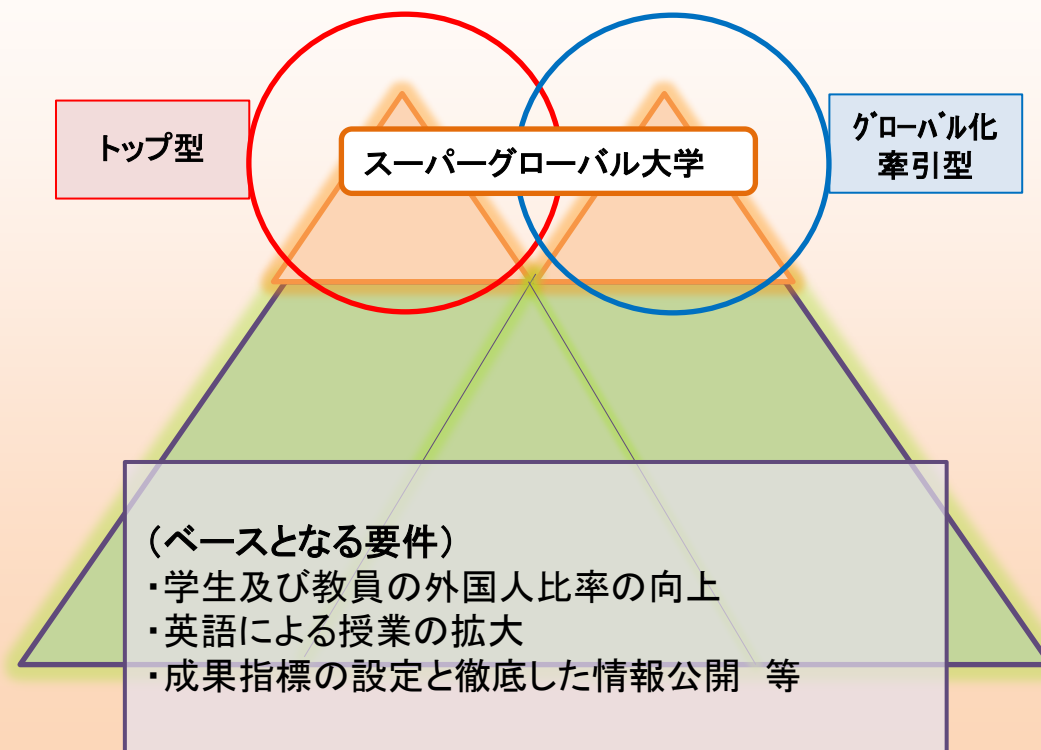 トップ型
スーパーグローバル大学
グローバル化
牽引型
（ベースとなる要件）
・学生及び教員の外国人比率の向上
・英語による授業の拡大
・成果指標の設定と徹底した情報公開　等